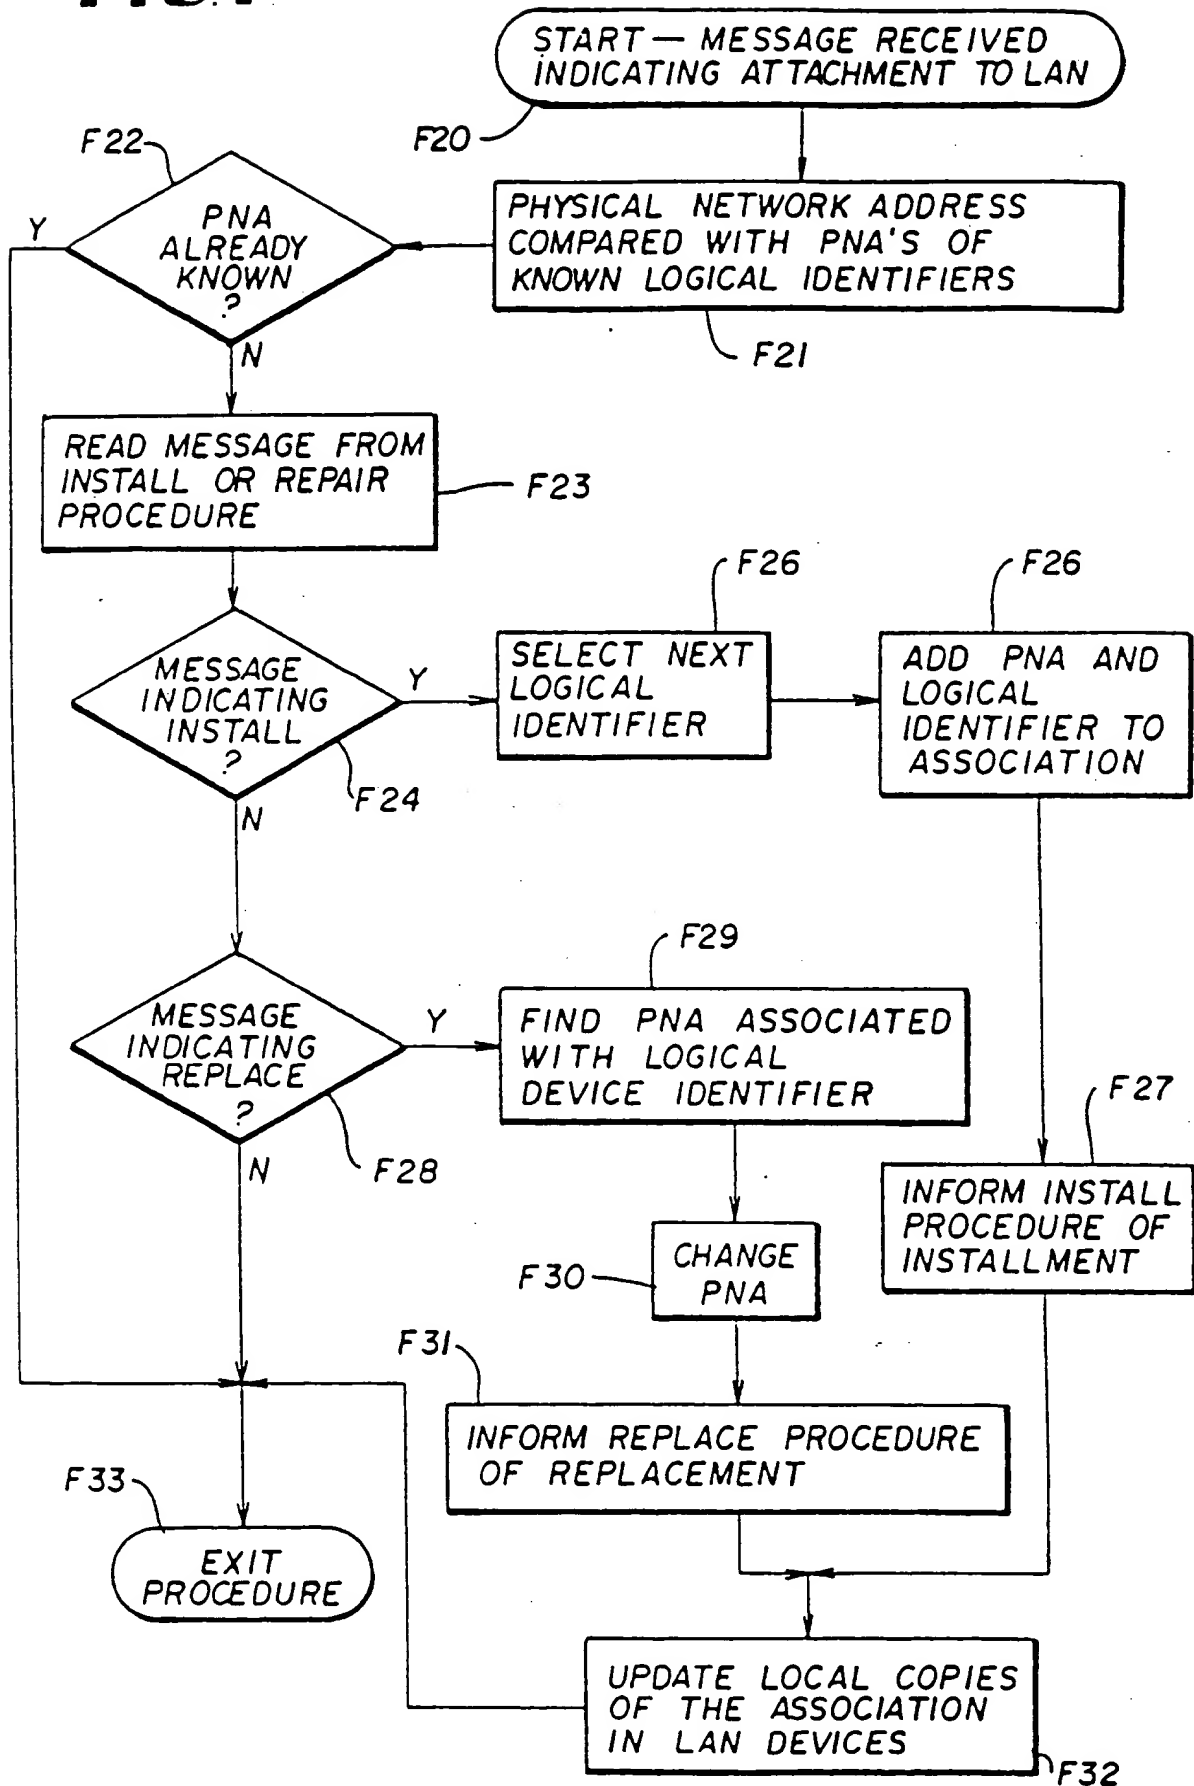 START — MESSAGE RECEIVED
INDICATING ATTACHMENT TO LAN
F20
F22
PHYSICAL NETWORK ADDRESS
COMPARED WITH PNA'S OF
KNOWN LOGICAL IDENTIFIERS
F21
Y
PNA
ALREADY
KNOWN
?
N
READ MESSAGE FROM
INSTALL OR REPAIR
PROCEDURE
F23
MESSAGE
INDICATING
INSTALL
?
Y
F24
N
F26
SELECT NEXT
LOGICAL
IDENTIFIER
F26
ADD PNA AND
LOGICAL
IDENTIFIER TO
ASSOCIATION
MESSAGE
INDICATING
REPLACE
?
Y
F28
N
F29
FIND PNA ASSOCIATED
WITH LOGICAL
DEVICE IDENTIFIER
F27
INFORM INSTALL
PROCEDURE OF
INSTALLMENT
F30
CHANGE
PNA
F31
INFORM REPLACE PROCEDURE
OF REPLACEMENT
F33
EXIT
PROCEDURE
UPDATE LOCAL COPIES
OF THE ASSOCIATION
IN LAN DEVICES
F32